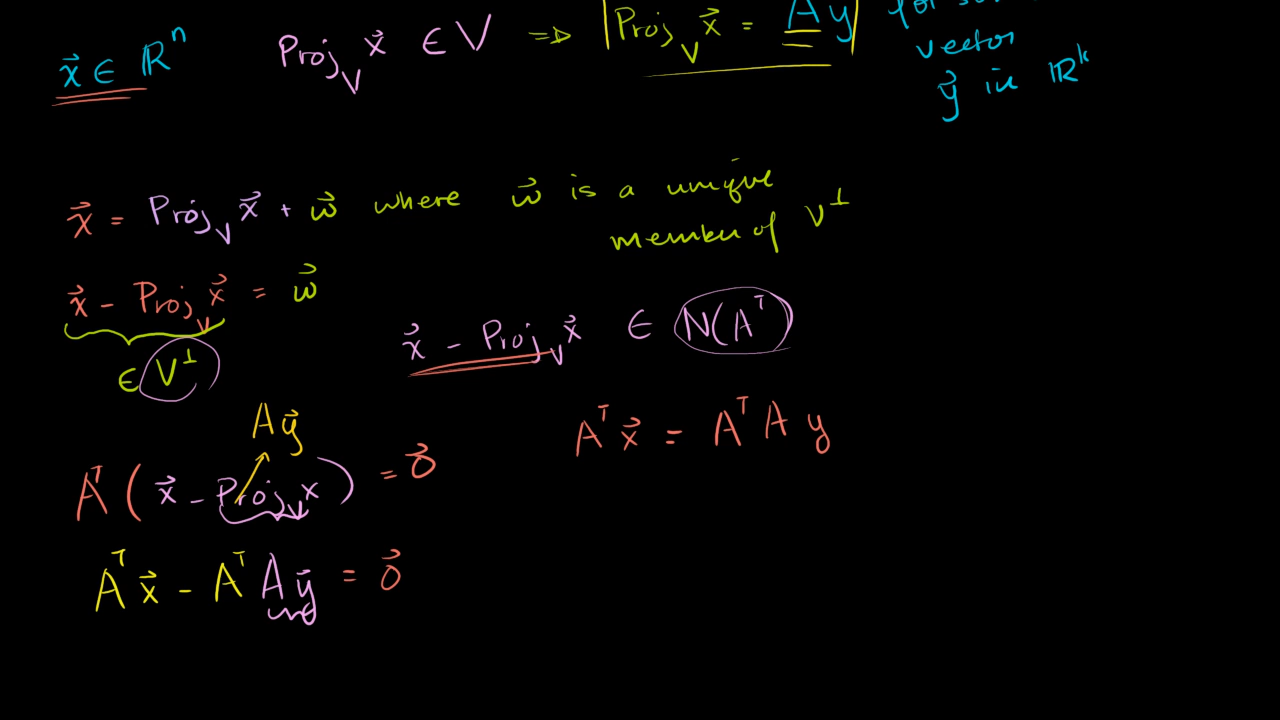 x⃗ ∈ ℝⁿ Proj_V x⃗ ∈ V ⇒ Proj_V x⃗ = Ay for
vector
y⃗ in ℝᵏ
x⃗ = Proj_V x⃗ + w⃗ where w⃗ is a unique
member of V⊥
x⃗ - Proj_V x⃗ = w⃗
∈ V⊥
x⃗ - Proj_V x⃗ ∈ N(Aᵀ)
Ay⃗
Aᵀ(x⃗ - Proj_V x) = 0⃗
Aᵀx⃗ - AᵀAy⃗ = 0⃗
Aᵀx⃗ = AᵀAy